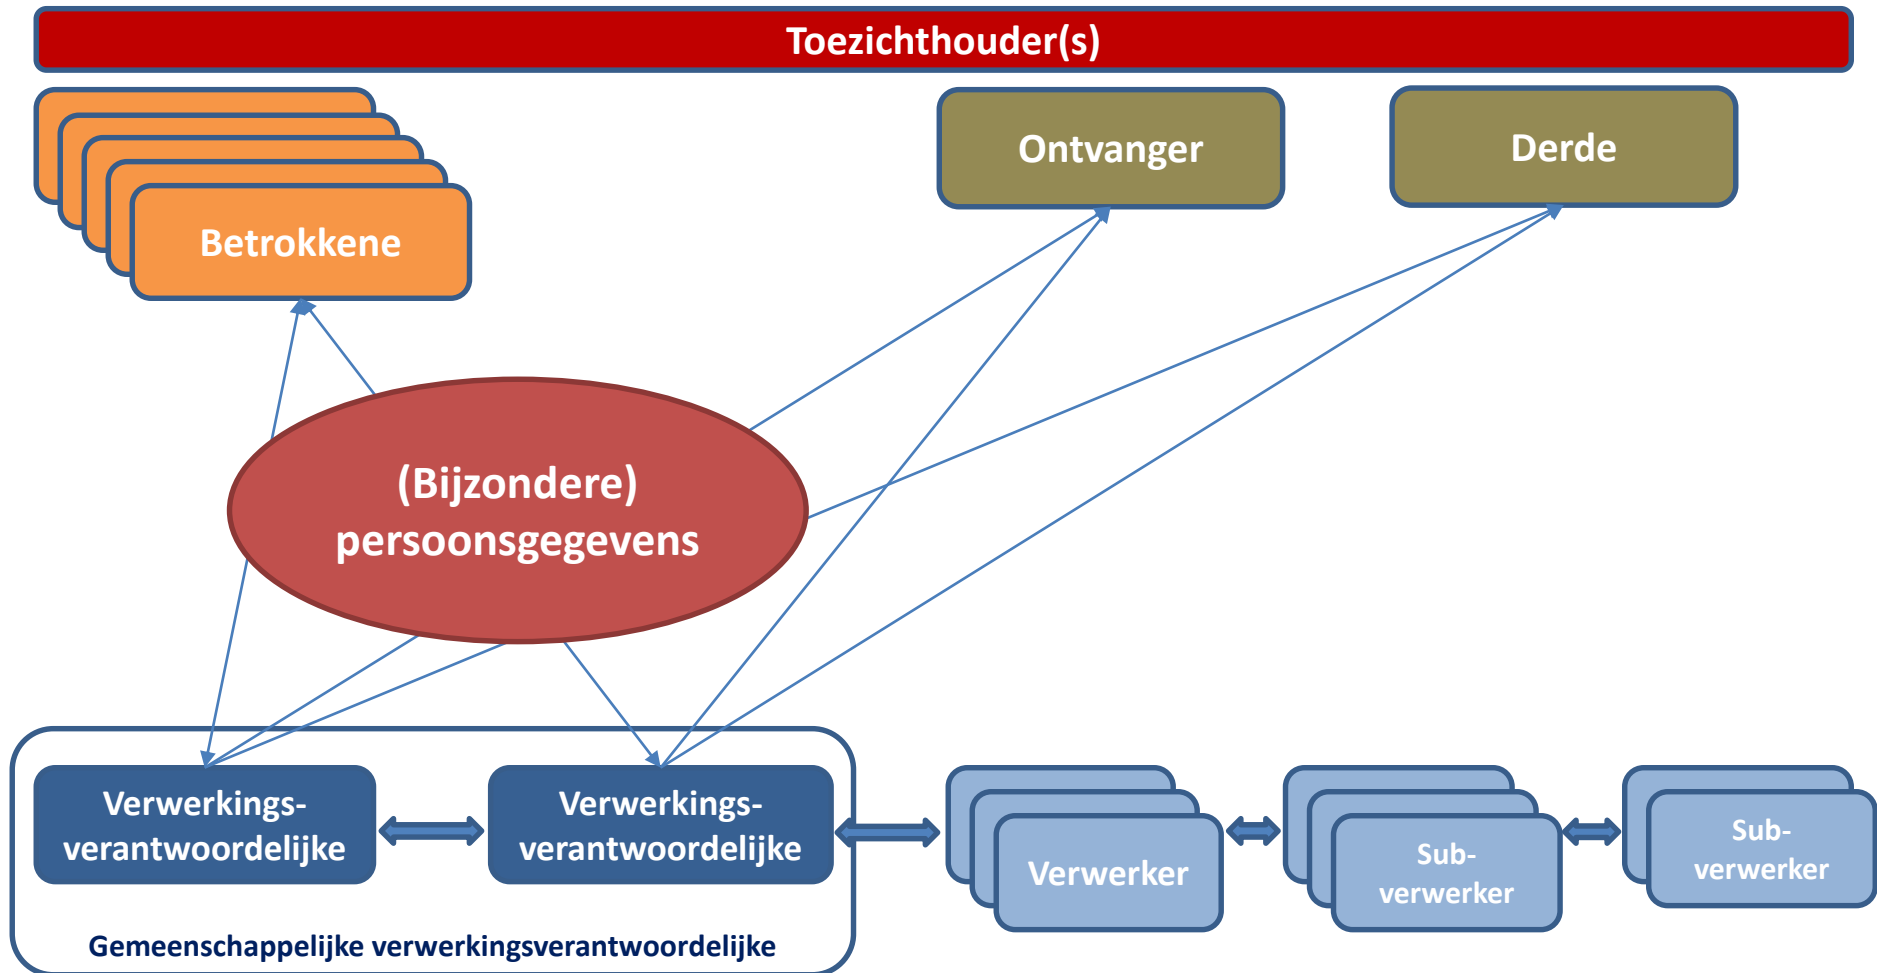 Toezichthouder(s)
Betrokkene
Ontvanger
Derde
(Bijzondere)
persoonsgegevens
Verwerkings-
verantwoordelijke
Verwerkings-
verantwoordelijke
Gemeenschappelijke verwerkingsverantwoordelijke
Verwerker
Sub-
verwerker
Sub-
verwerker